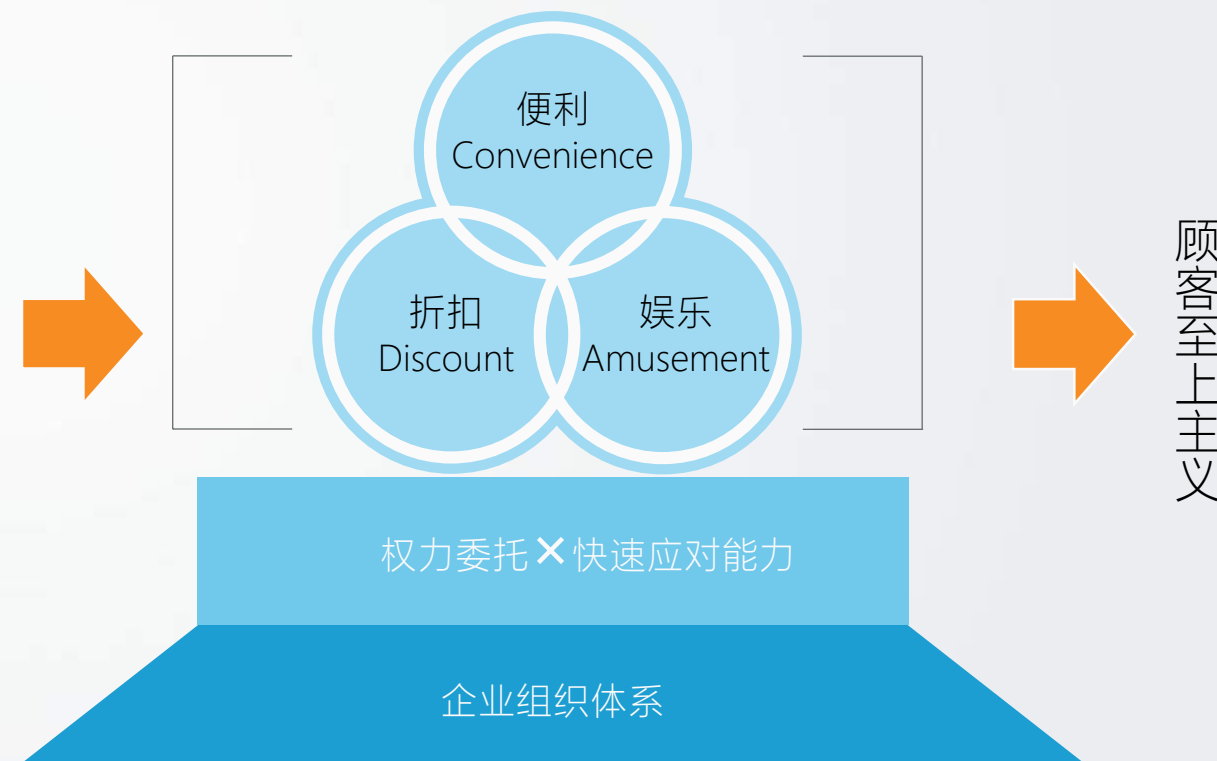 便利
Convenience
折扣
Discount
娱乐
Amusement
权力委托×快速应对能力
企业组织体系
顾客至上主义